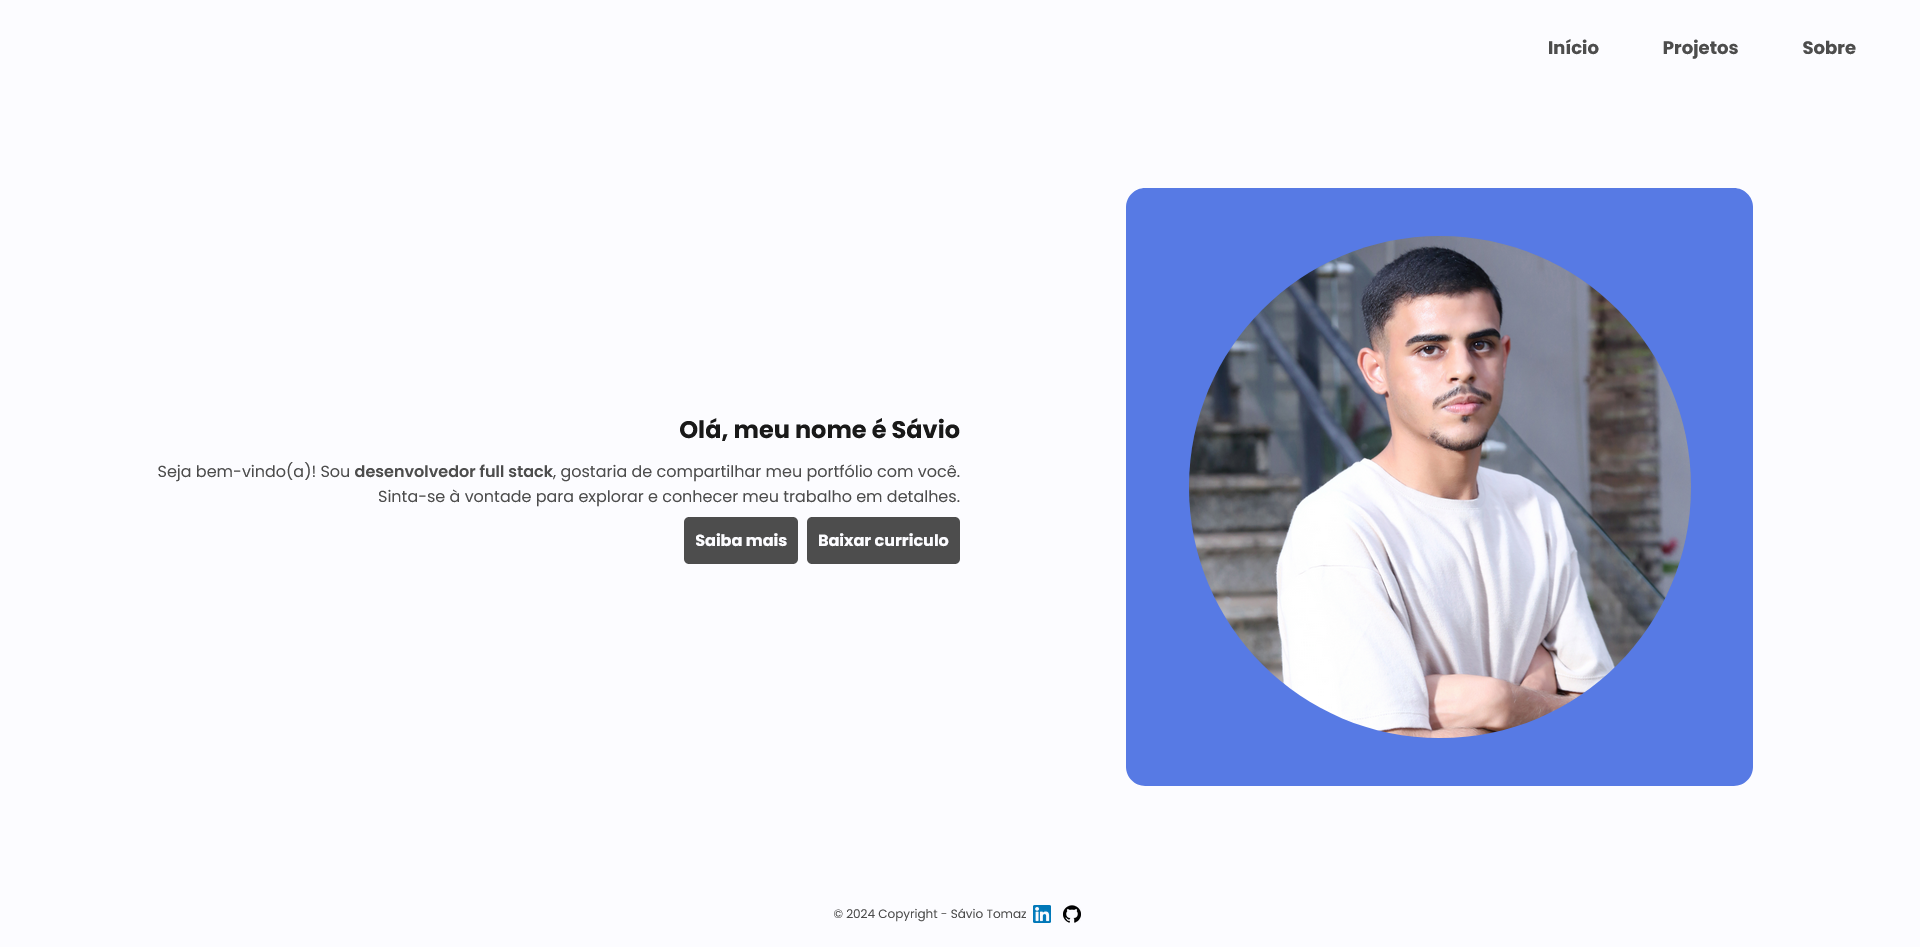 Início Projetos Sobre
Olá, meu nome é Sávio
Seja bem-vindo(a)! Sou desenvolvedor full stack, gostaria de compartilhar meu portfólio com você.
Sinta-se à vontade para explorar e conhecer meu trabalho em detalhes.
Saiba mais Baixar curriculo
© 2024 Copyright - Sávio Tomaz in